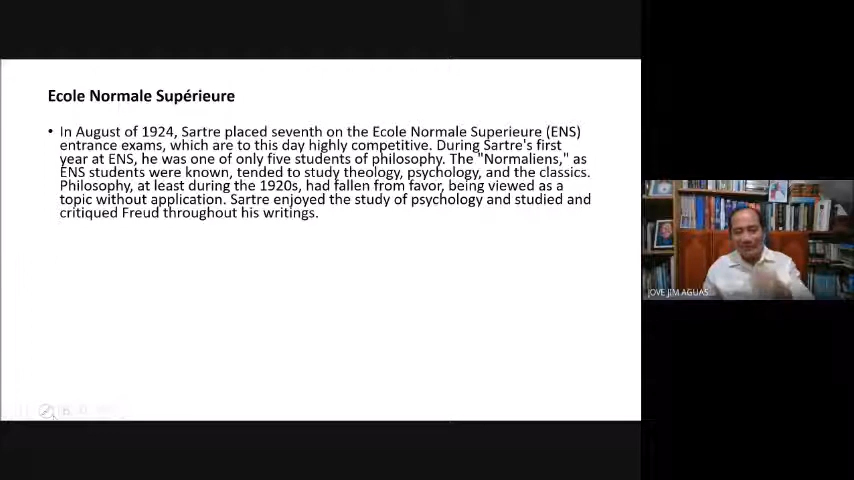 Ecole Normale Supérieure
• In August of 1924, Sartre placed seventh on the Ecole Normale Superieure (ENS)
entrance exams, which are to this day highly competitive. During Sartre's first
year at ENS, he was one of only five students of philosophy. The "Normaliens," as
ENS students were known, tended to study theology, psychology, and the classics.
Philosophy, at least during the 1920s, had fallen from favor, being viewed as a
topic without application. Sartre enjoyed the study of psychology and studied and
critiqued Freud throughout his writings.
JOVE JIM AGUAS